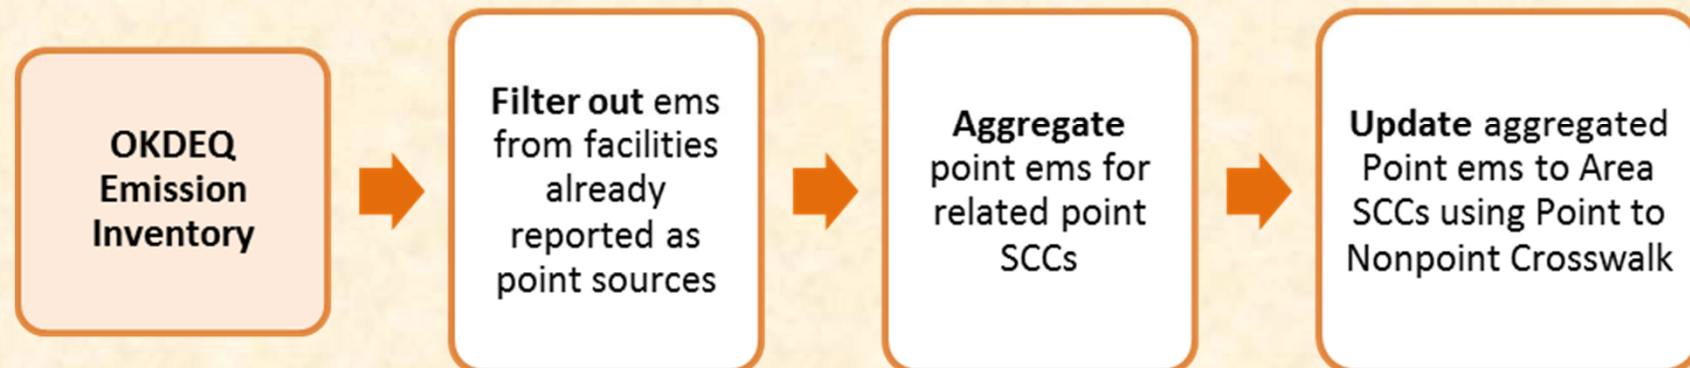 OKDEQ
Emission
Inventory
Filter out ems
from facilities
already
reported as
point sources
Aggregate
point ems for
related point
SCCs
Update aggregated
Point ems to Area
SCCs using Point to
Nonpoint Crosswalk